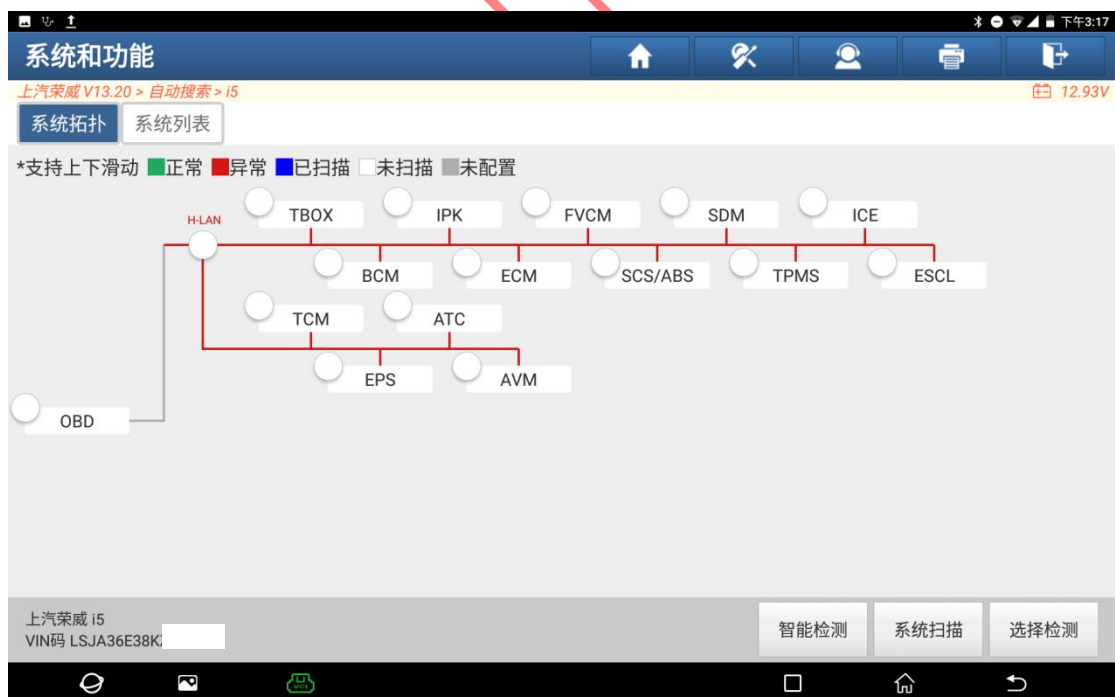 下午3:17
系统和功能
上汽荣威 V13.20 > 自动搜索 > i5
12.93V
系统拓扑 系统列表
*支持上下滑动 正常 异常 已扫描 未扫描 未配置
H-LAN TBOX IPK FVCM SDM ICE
BCM ECM SCS/ABS TPMS ESCL
TCM ATC
EPS AVM
OBD
上汽荣威 i5
VIN码 LSJA36E38K
智能检测 系统扫描 选择检测
VCI